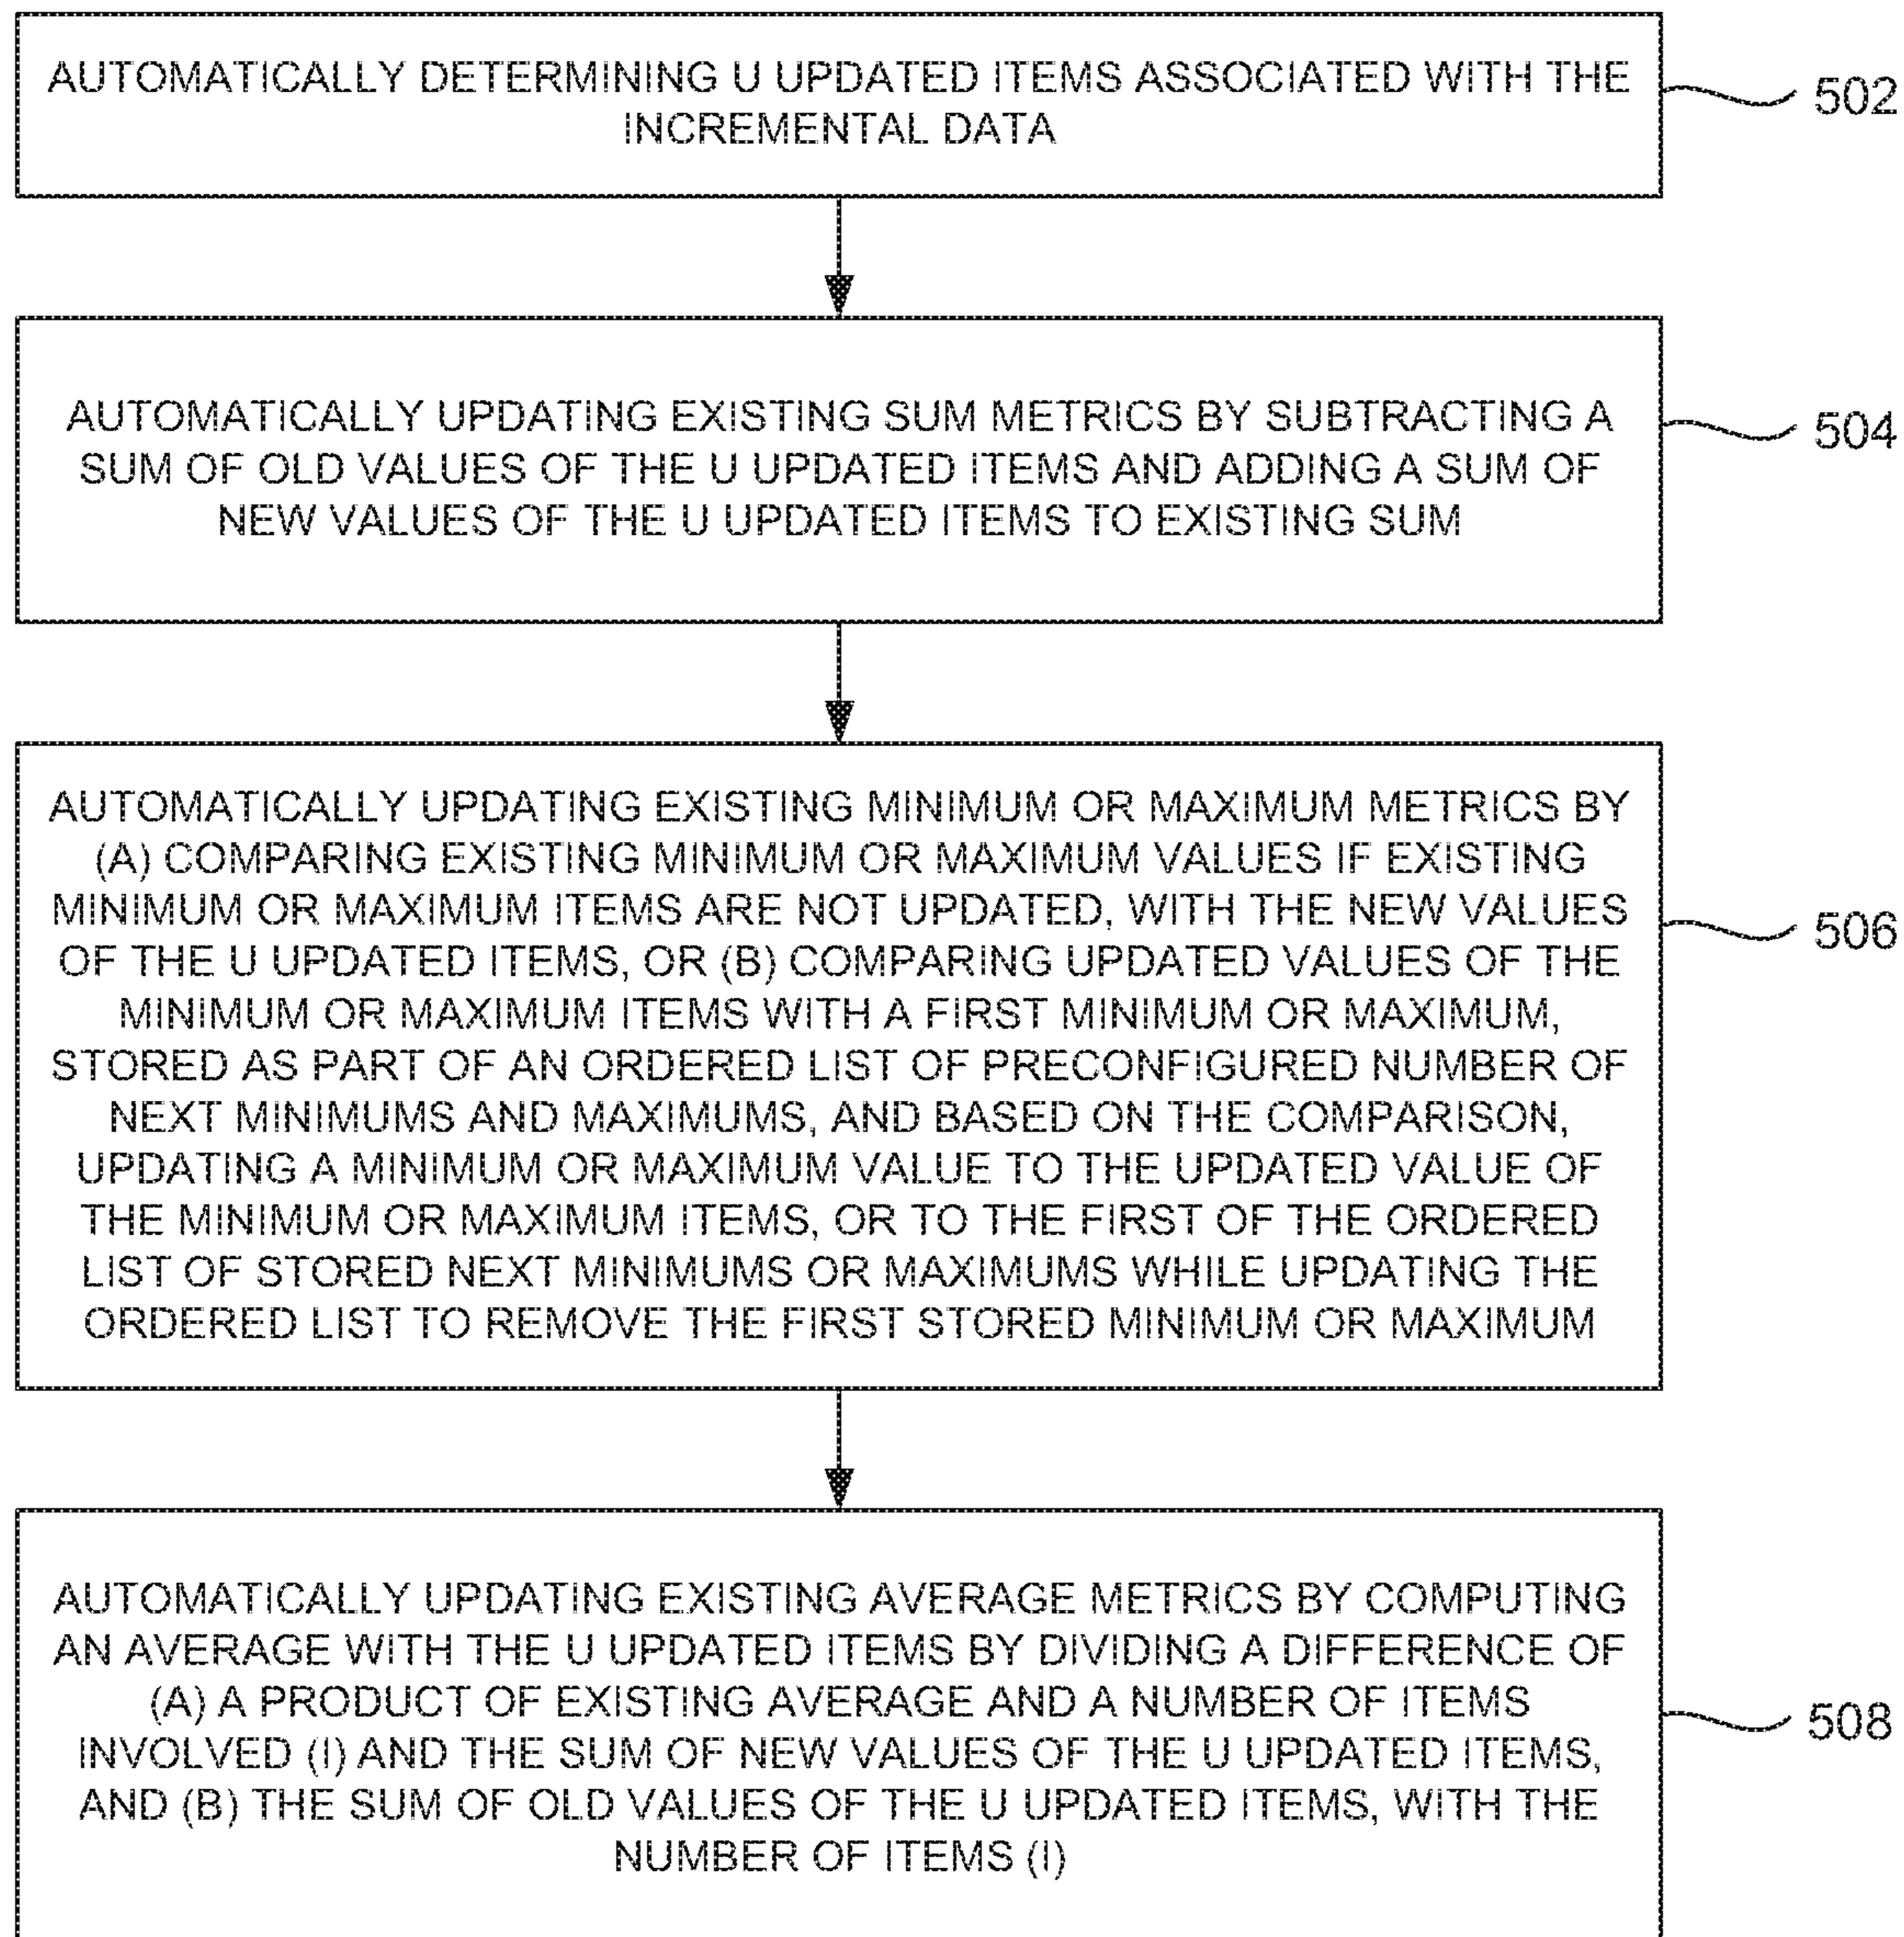 AUTOMATICALLY DETERMINING U UPDATED ITEMS ASSOCIATED WITH THE
INCREMENTAL DATA
502
AUTOMATICALLY UPDATING EXISTING SUM METRICS BY SUBTRACTING A
SUM OF OLD VALUES OF THE U UPDATED ITEMS AND ADDING A SUM OF
NEW VALUES OF THE U UPDATED ITEMS TO EXISTING SUM
504
AUTOMATICALLY UPDATING EXISTING MINIMUM OR MAXIMUM METRICS BY
(A) COMPARING EXISTING MINIMUM OR MAXIMUM VALUES IF EXISTING
MINIMUM OR MAXIMUM ITEMS ARE NOT UPDATED, WITH THE NEW VALUES
OF THE U UPDATED ITEMS, OR (B) COMPARING UPDATED VALUES OF THE
MINIMUM OR MAXIMUM ITEMS WITH A FIRST MINIMUM OR MAXIMUM,
STORED AS PART OF AN ORDERED LIST OF PRECONFIGURED NUMBER OF
NEXT MINIMUMS AND MAXIMUMS, AND BASED ON THE COMPARISON,
UPDATING A MINIMUM OR MAXIMUM VALUE TO THE UPDATED VALUE OF
THE MINIMUM OR MAXIMUM ITEMS, OR TO THE FIRST OF THE ORDERED
LIST OF STORED NEXT MINIMUMS OR MAXIMUMS WHILE UPDATING THE
ORDERED LIST TO REMOVE THE FIRST STORED MINIMUM OR MAXIMUM
506
AUTOMATICALLY UPDATING EXISTING AVERAGE METRICS BY COMPUTING
AN AVERAGE WITH THE U UPDATED ITEMS BY DIVIDING A DIFFERENCE OF
(A) A PRODUCT OF EXISTING AVERAGE AND A NUMBER OF ITEMS
INVOLVED (I) AND THE SUM OF NEW VALUES OF THE U UPDATED ITEMS,
AND (B) THE SUM OF OLD VALUES OF THE U UPDATED ITEMS, WITH THE
NUMBER OF ITEMS (I)
508